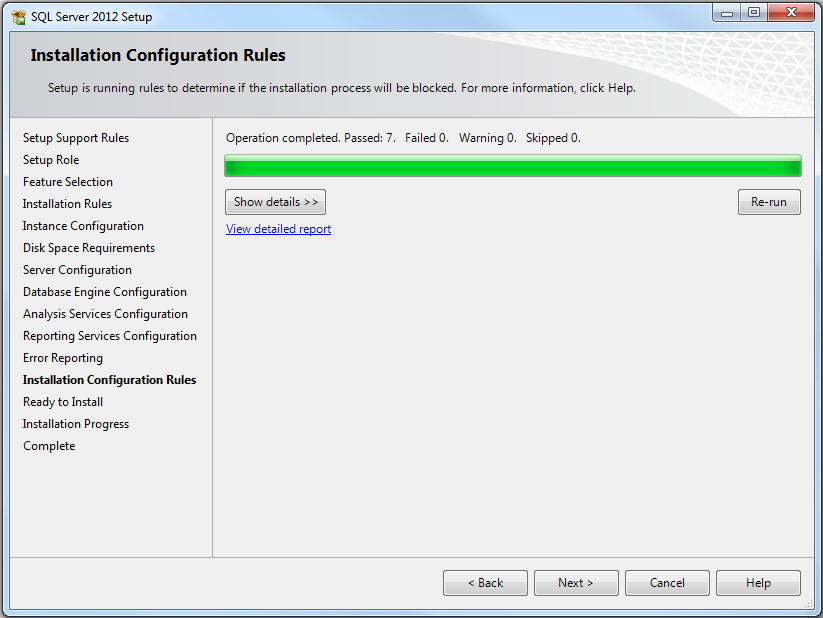 SQL Server 2012 Setup
Installation Configuration Rules
Setup is running rules to determine if the installation process will be blocked. For more information, click Help.
Setup Support Rules
Setup Role
Feature Selection
Installation Rules
Instance Configuration
Disk Space Requirements
Server Configuration
Database Engine Configuration
Analysis Services Configuration
Reporting Services Configuration
Error Reporting
Installation Configuration Rules
Ready to Install
Installation Progress
Complete
Operation completed. Passed: 7. Failed 0. Warning 0. Skipped 0.
Show details >>
Re-run
View detailed report
< Back
Next >
Cancel
Help